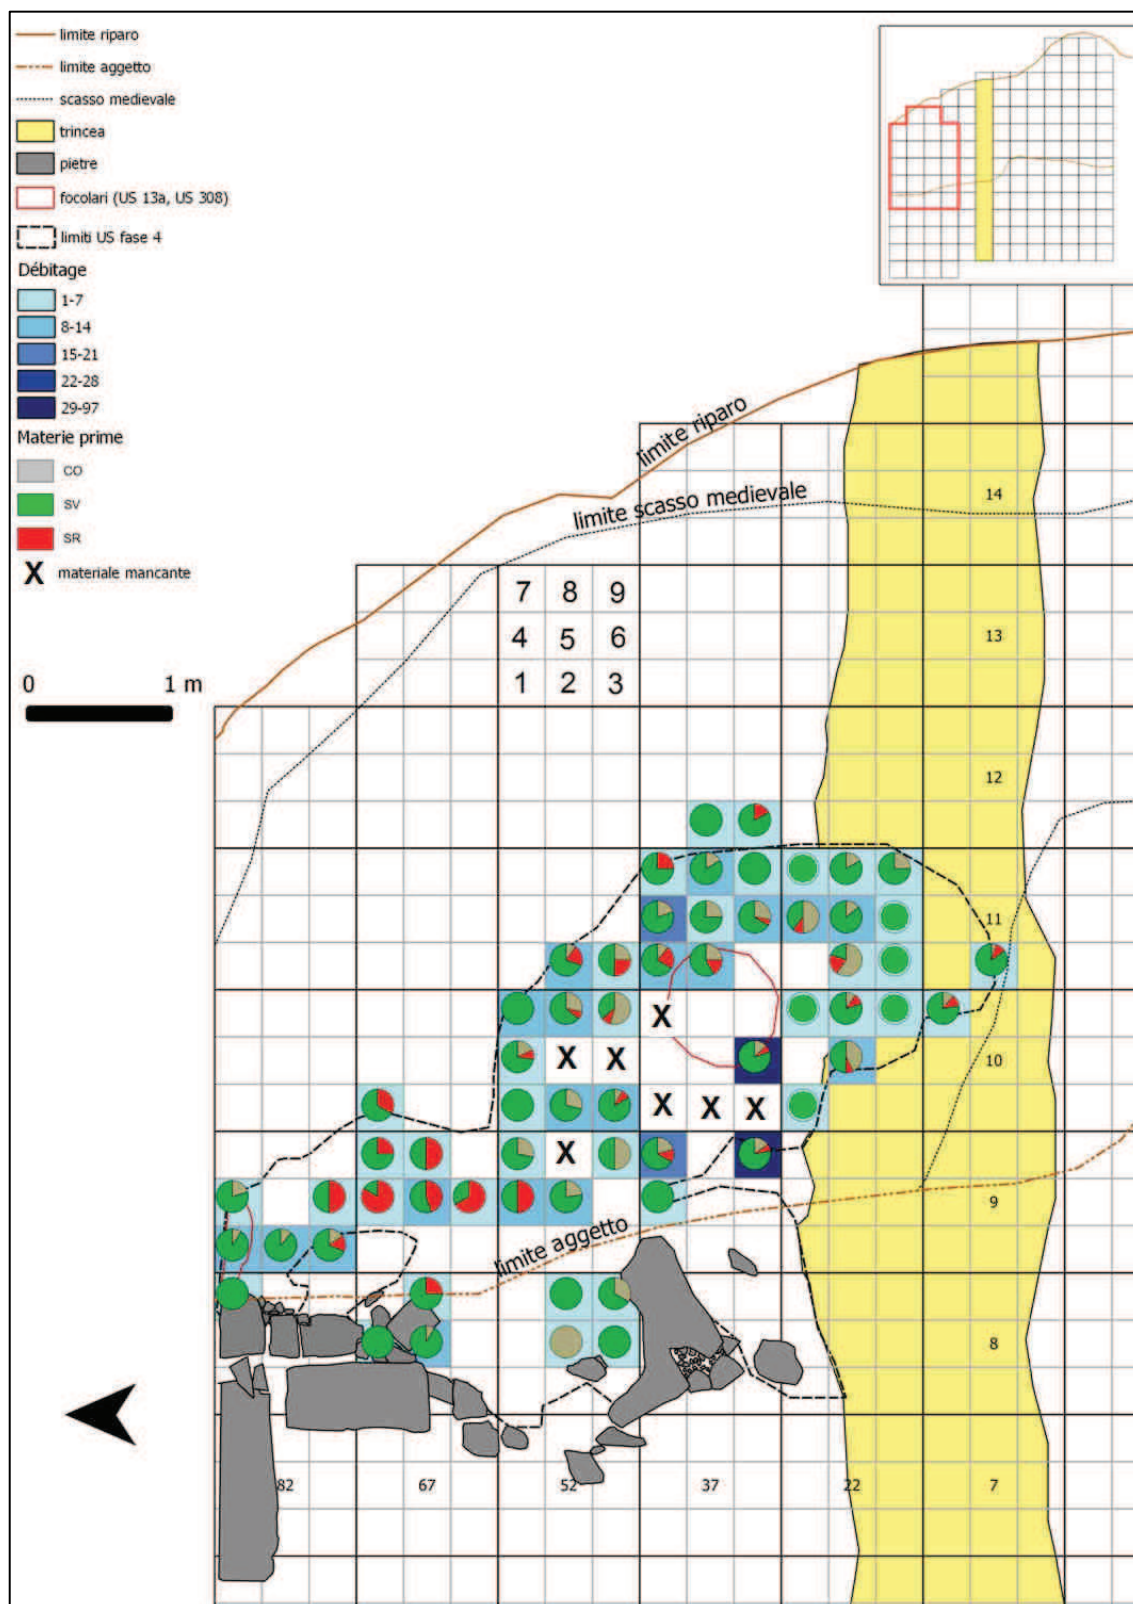 limite riparo
limite aggetto
scasso medievale
trincea
pietre
focolari (US 13a, US 308)
limiti US fase 4
Débitage
1-7
8-14
15-21
22-28
29-97
Materie prime
CO
SV
SR
X materiale mancante
limite riparo
limite scasso medievale
14
7 8 9
4 5 6
1 2 3
13
0 1 m
12
11
X
X X
10
X X X
X
9
limite aggetto
8
82 67 52 37 22 7